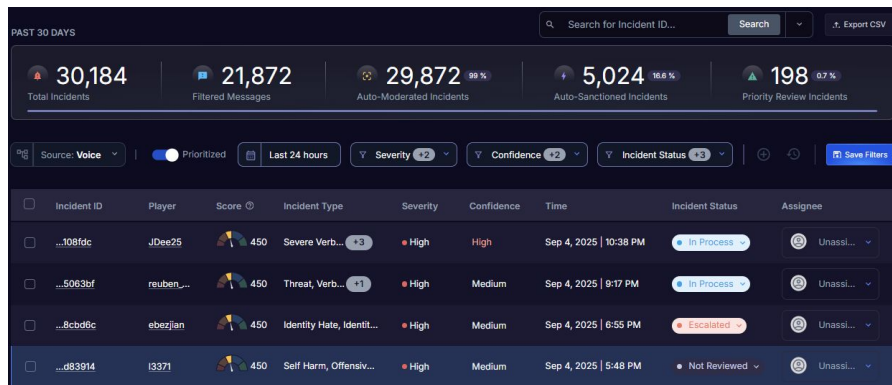 Search for Incident ID... Search Export CSV
PAST 30 DAYS
30,184 21,872 29,872 99 % 5,024 16.6 % 198 0.7 %
Total Incidents Filtered Messages Auto-Moderated Incidents Auto-Sanctioned Incidents Priority Review Incidents
Source: Voice Prioritized Last 24 hours Severity +2 Confidence +2 Incident Status +3 Save Filters
Incident ID Player Score Incident Type Severity Confidence Time Incident Status Assignee
...108fdc JDee25 450 Severe Verb... +3 High High Sep 4, 2025 | 10:38 PM In Process Unassi...
...5063bf reuben_... 450 Threat, Verb... +1 High Medium Sep 4, 2025 | 9:17 PM In Process Unassi...
...8cbd6c ebezjian 450 Identity Hate, Identit... High Medium Sep 4, 2025 | 6:55 PM Escalated Unassi...
...d83914 I3371 450 Self Harm, Offensiv... High Medium Sep 4, 2025 | 5:48 PM Not Reviewed Unassi...